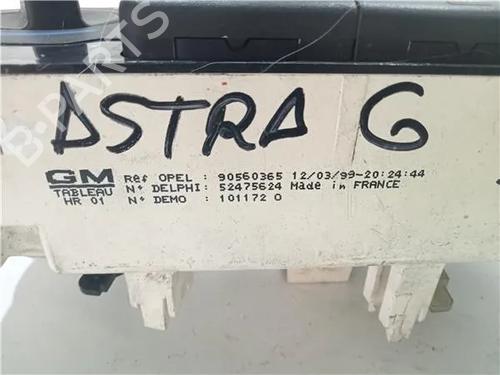 B-PARTS
ASTRA G
GM
TABLEAU
HR 01
Réf OPEL : 90560365 12/03/99-20:24:44
N° DELPHI: 52475624 Made in FRANCE
N° DEMO : 101172 0